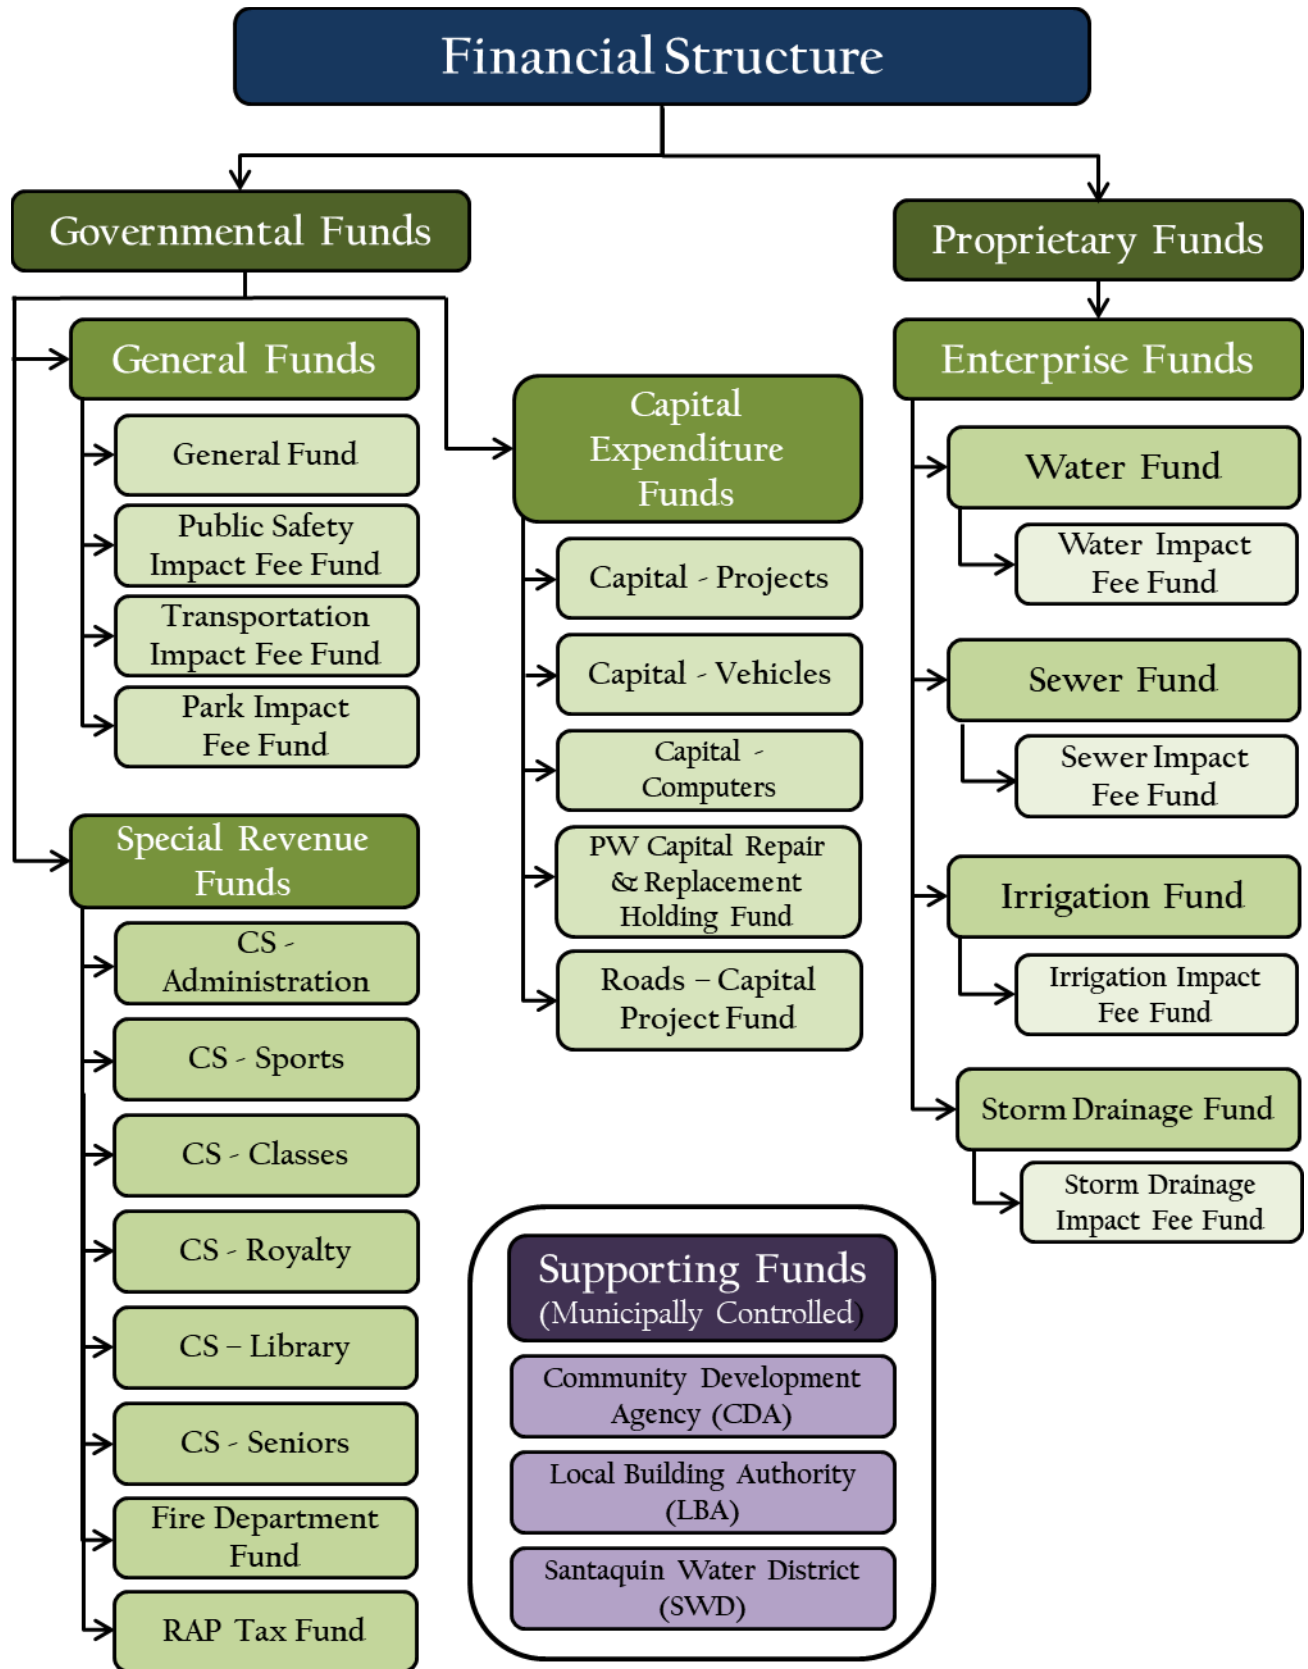 Financial Structure
Governmental Funds
General Funds
General Fund
Public Safety
Impact Fee Fund
Transportation
Impact Fee Fund
Park Impact
Fee Fund
Special Revenue
Funds
CS -
Administration
CS - Sports
CS - Classes
CS - Royalty
CS – Library
CS - Seniors
Fire Department
Fund
RAP Tax Fund
Capital
Expenditure
Funds
Capital - Projects
Capital - Vehicles
Capital -
Computers
PW Capital Repair
& Replacement
Holding Fund
Roads – Capital
Project Fund
Proprietary Funds
Enterprise Funds
Water Fund
Water Impact
Fee Fund
Sewer Fund
Sewer Impact
Fee Fund
Irrigation Fund
Irrigation Impact
Fee Fund
Storm Drainage Fund
Storm Drainage
Impact Fee Fund
Supporting Funds
(Municipally Controlled)
Community Development
Agency (CDA)
Local Building Authority
(LBA)
Santaquin Water District
(SWD)